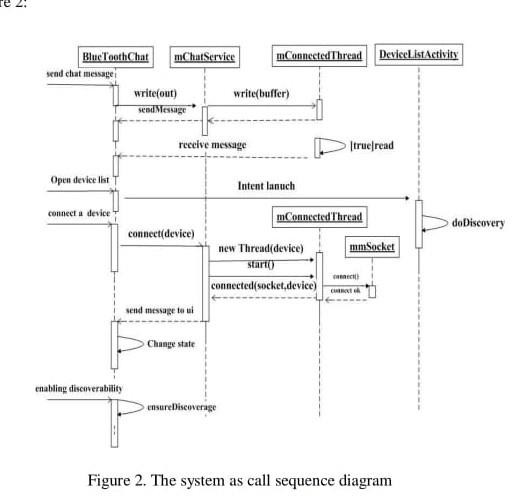 re 2:
BlueToothChat
mChatService
mConnectedThread
DeviceListActivity
send chat message
write(out)
write(buffer)
sendMessage
receive message
[true]read
Open device list
Intent lanuch
connect a device
mConnectedThread
doDiscovery
connect(device)
mmSocket
new Thread(device)
start()
connect()
connected(socket,device)
connect ok
send message to ui
Change state
enabling discoverability
ensureDiscoverage
Figure 2. The system as call sequence diagram